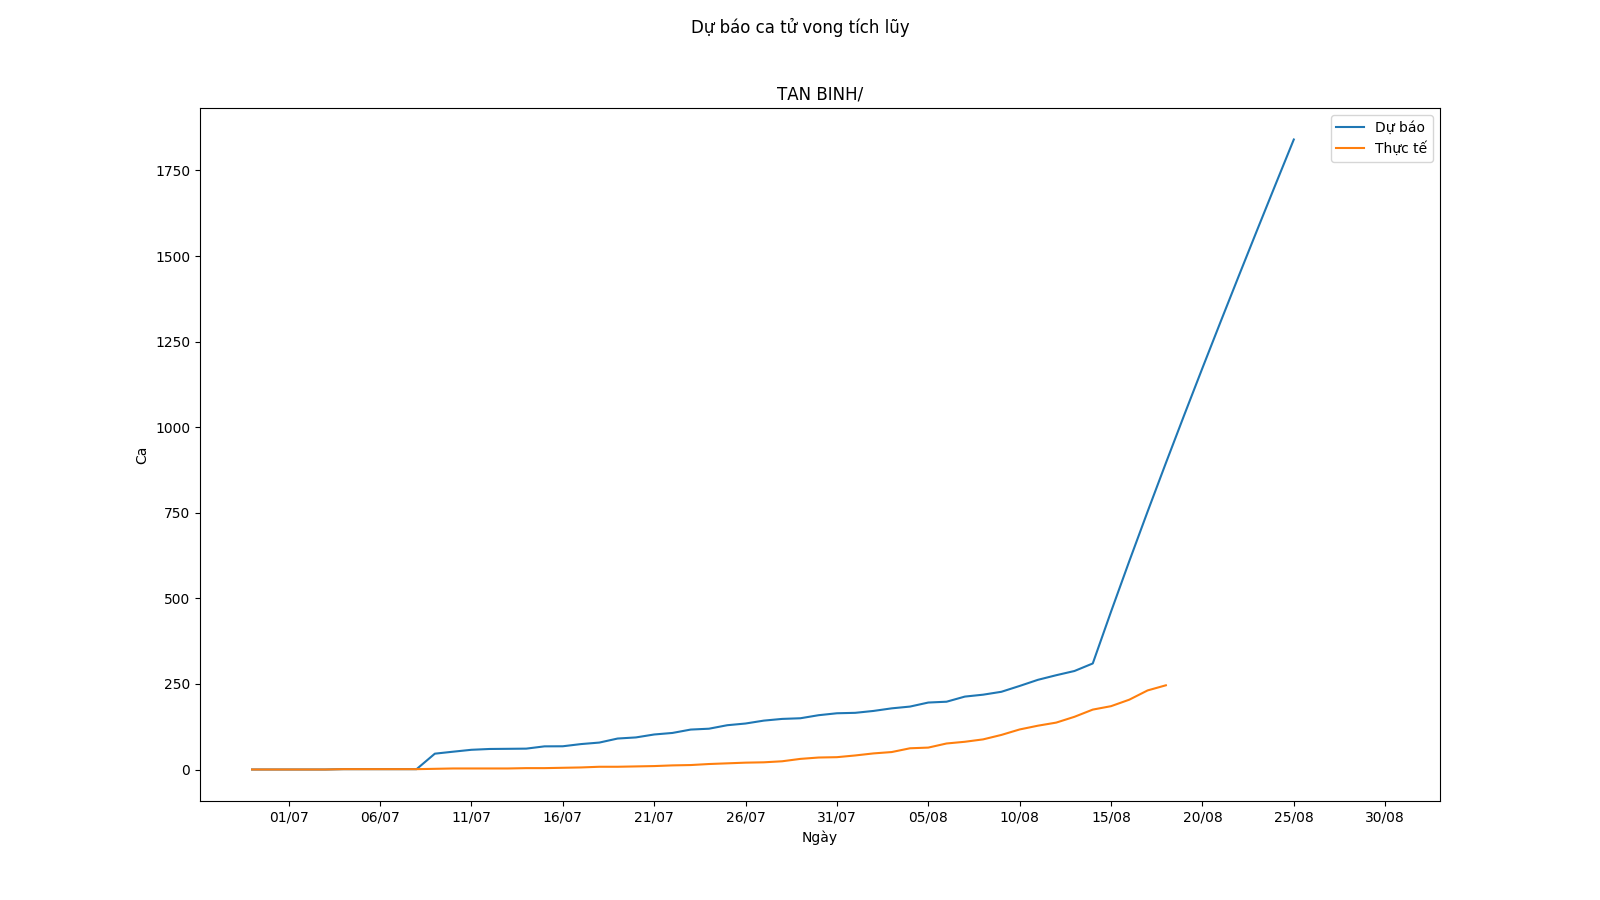 Dự báo ca tử vong tích lũy
TAN BINH/
Dự báo
Thực tế
1750
1500
1250
1000
750
500
250
0
Ca
01/07 06/07 11/07 16/07 21/07 26/07 31/07 05/08 10/08 15/08 20/08 25/08 30/08
Ngày